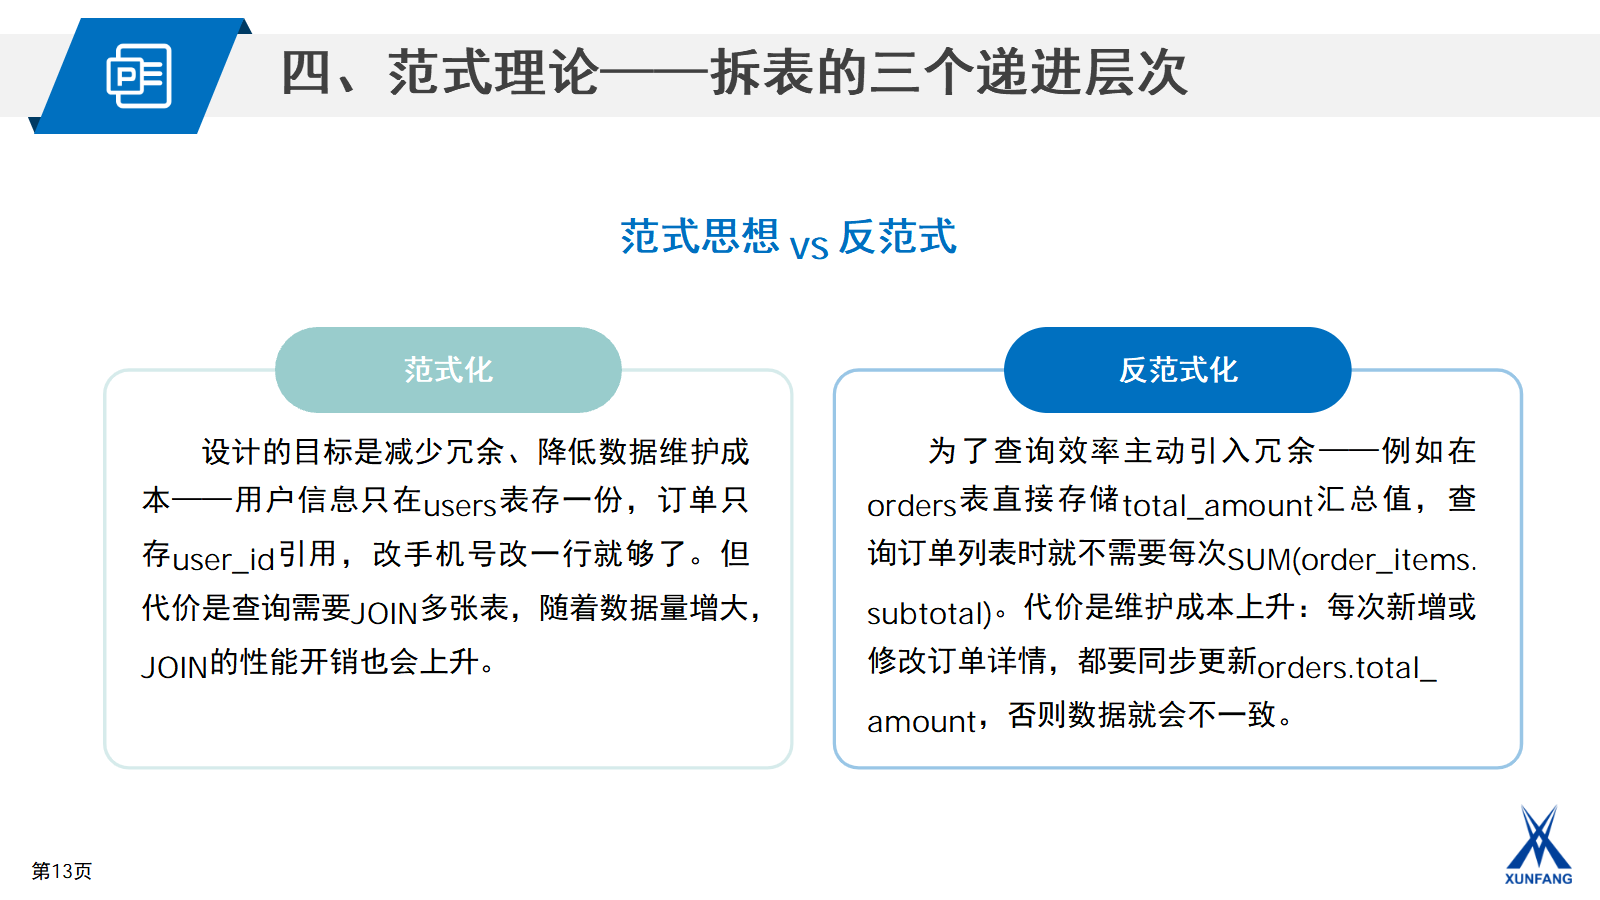 四、范式理论——拆表的三个递进层次
范式思想 vs 反范式
范式化
设计的目标是减少冗余、降低数据维护成
本——用户信息只在users表存一份，订单只
存user_id引用，改手机号改一行就够了。但
代价是查询需要JOIN多张表，随着数据量增大，
JOIN的性能开销也会上升。
反范式化
为了查询效率主动引入冗余——例如在
orders表直接存储total_amount汇总值，查
询订单列表时就不需要每次SUM(order_items.
subtotal)。代价是维护成本上升：每次新增或
修改订单详情，都要同步更新orders.total_
amount，否则数据就会不一致。
第13页
XUNFANG